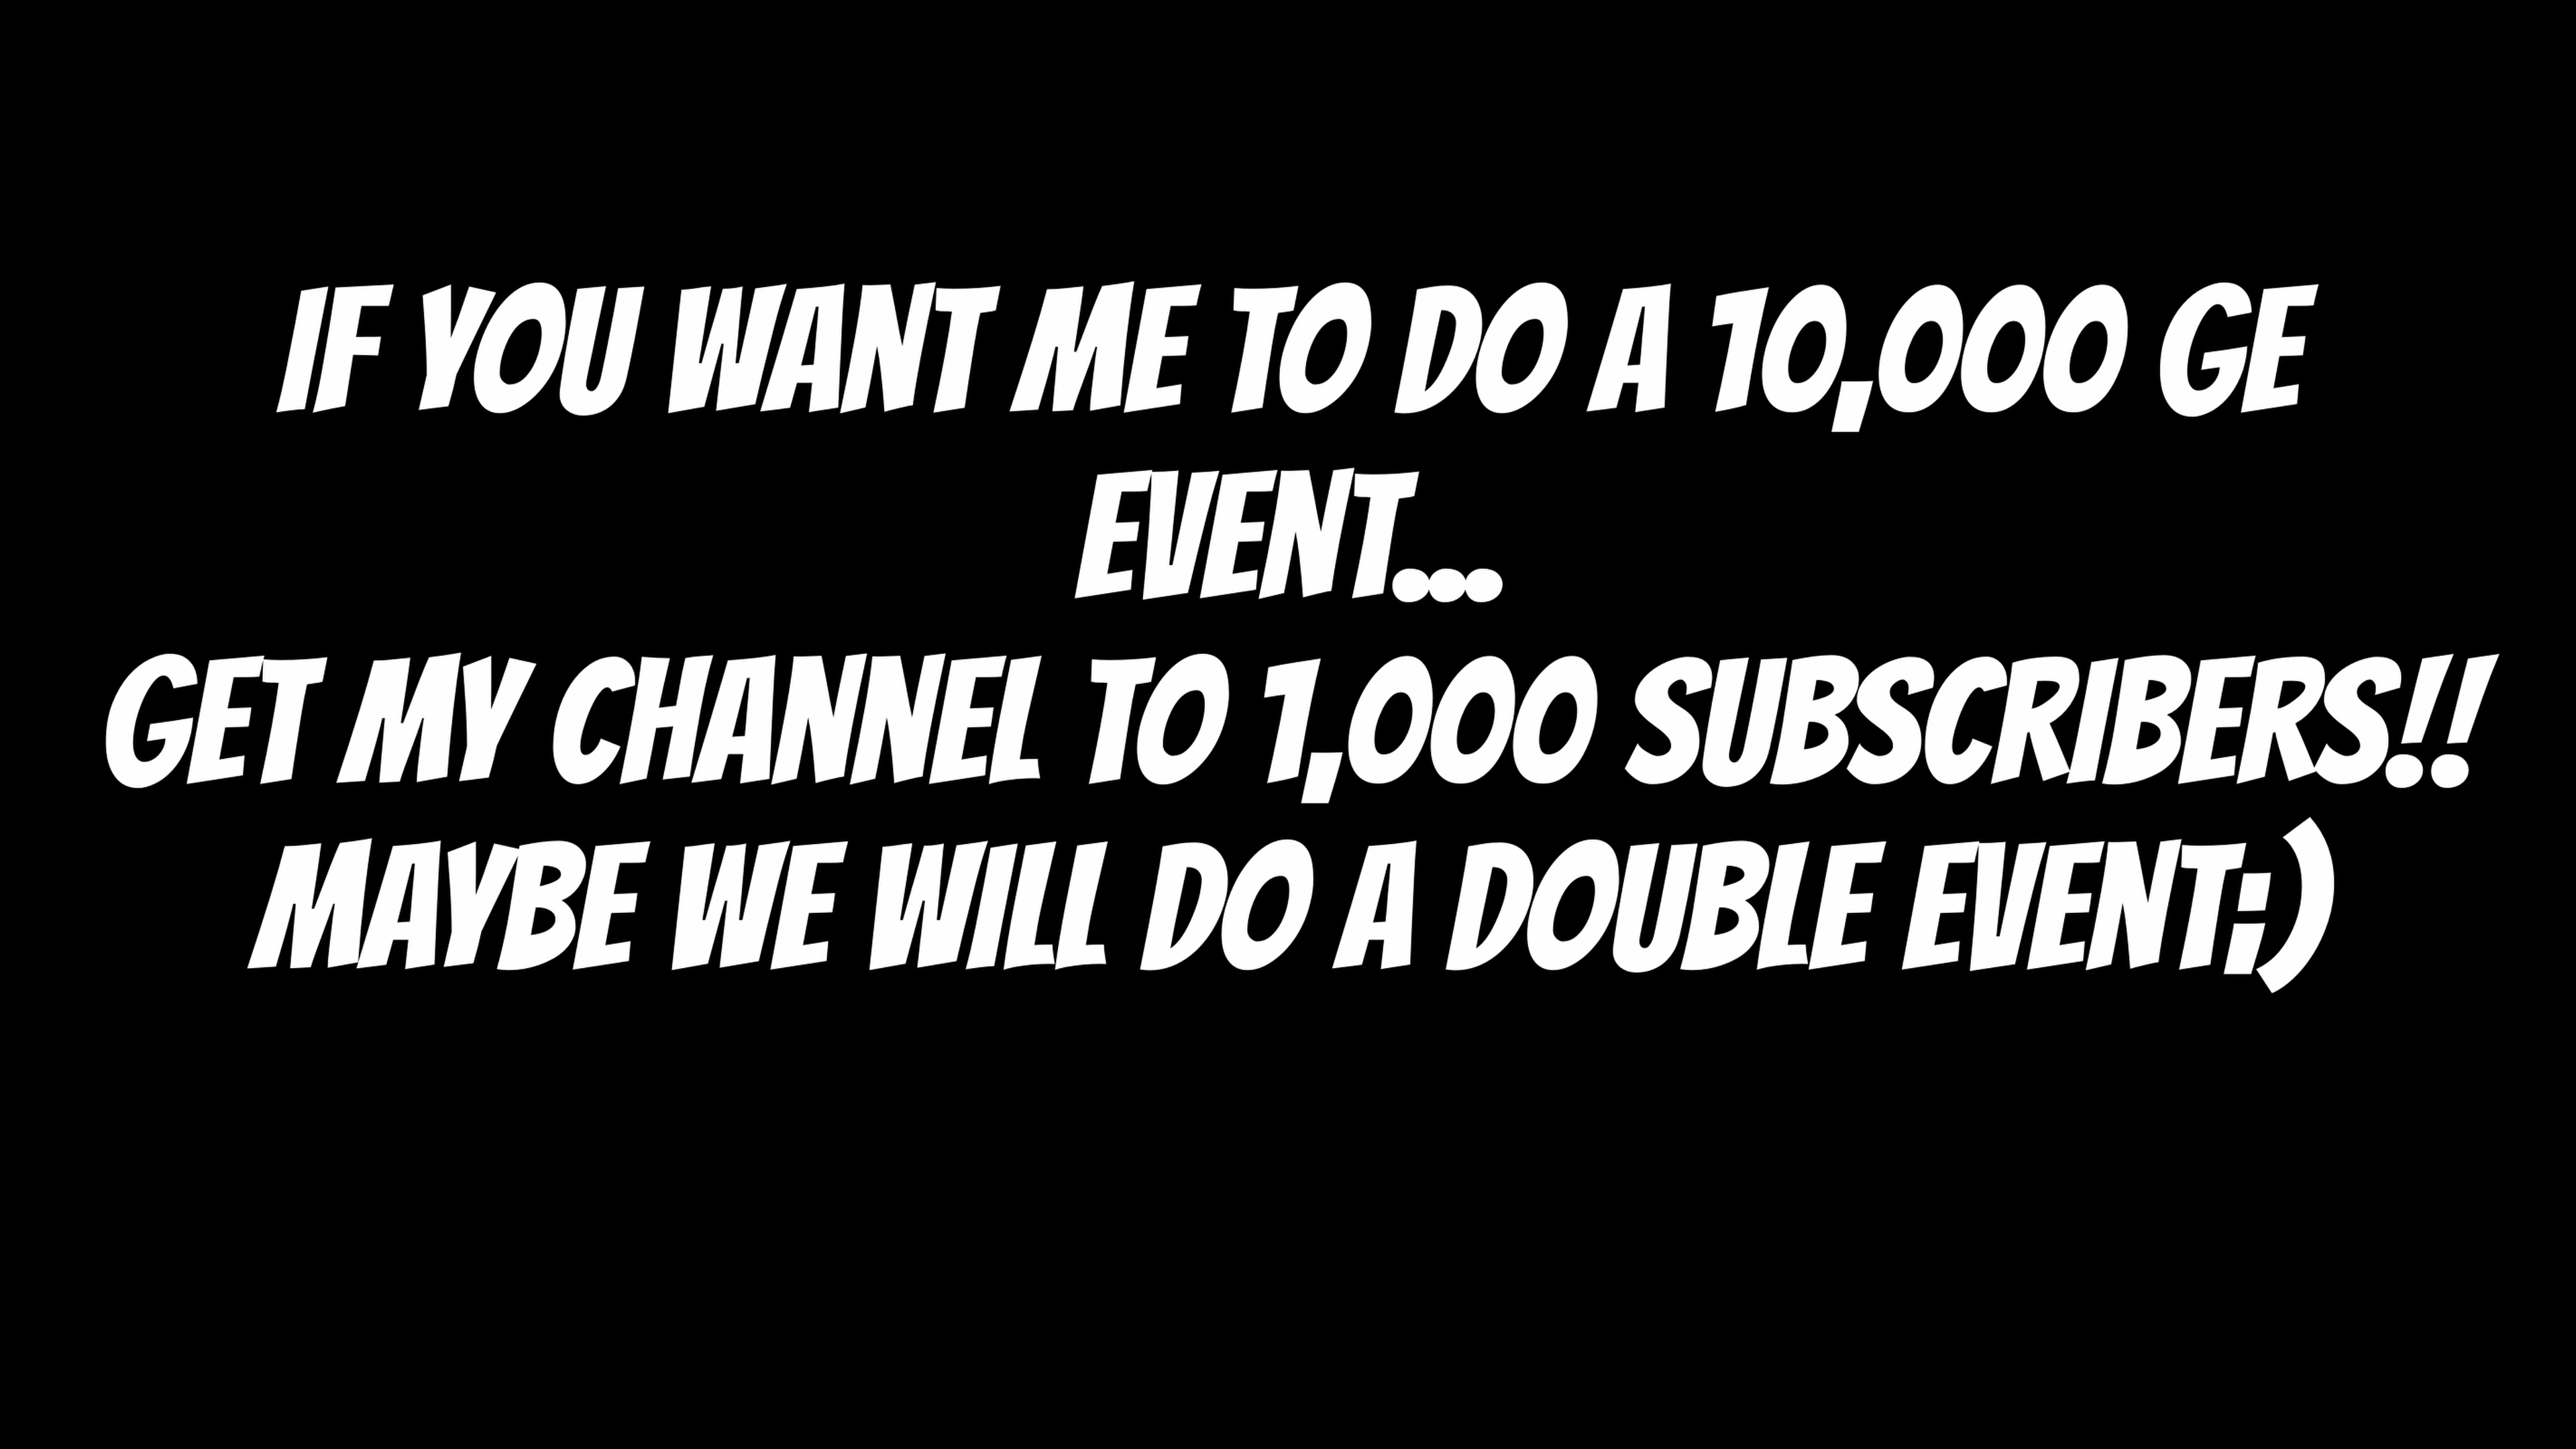 IF YOU WANT ME TO DO A 10,000 GE
EVENT...
GET MY CHANNEL TO 1,000 SUBSCRIBERS!!
MAYBE WE WILL DO A DOUBLE EVENT;)